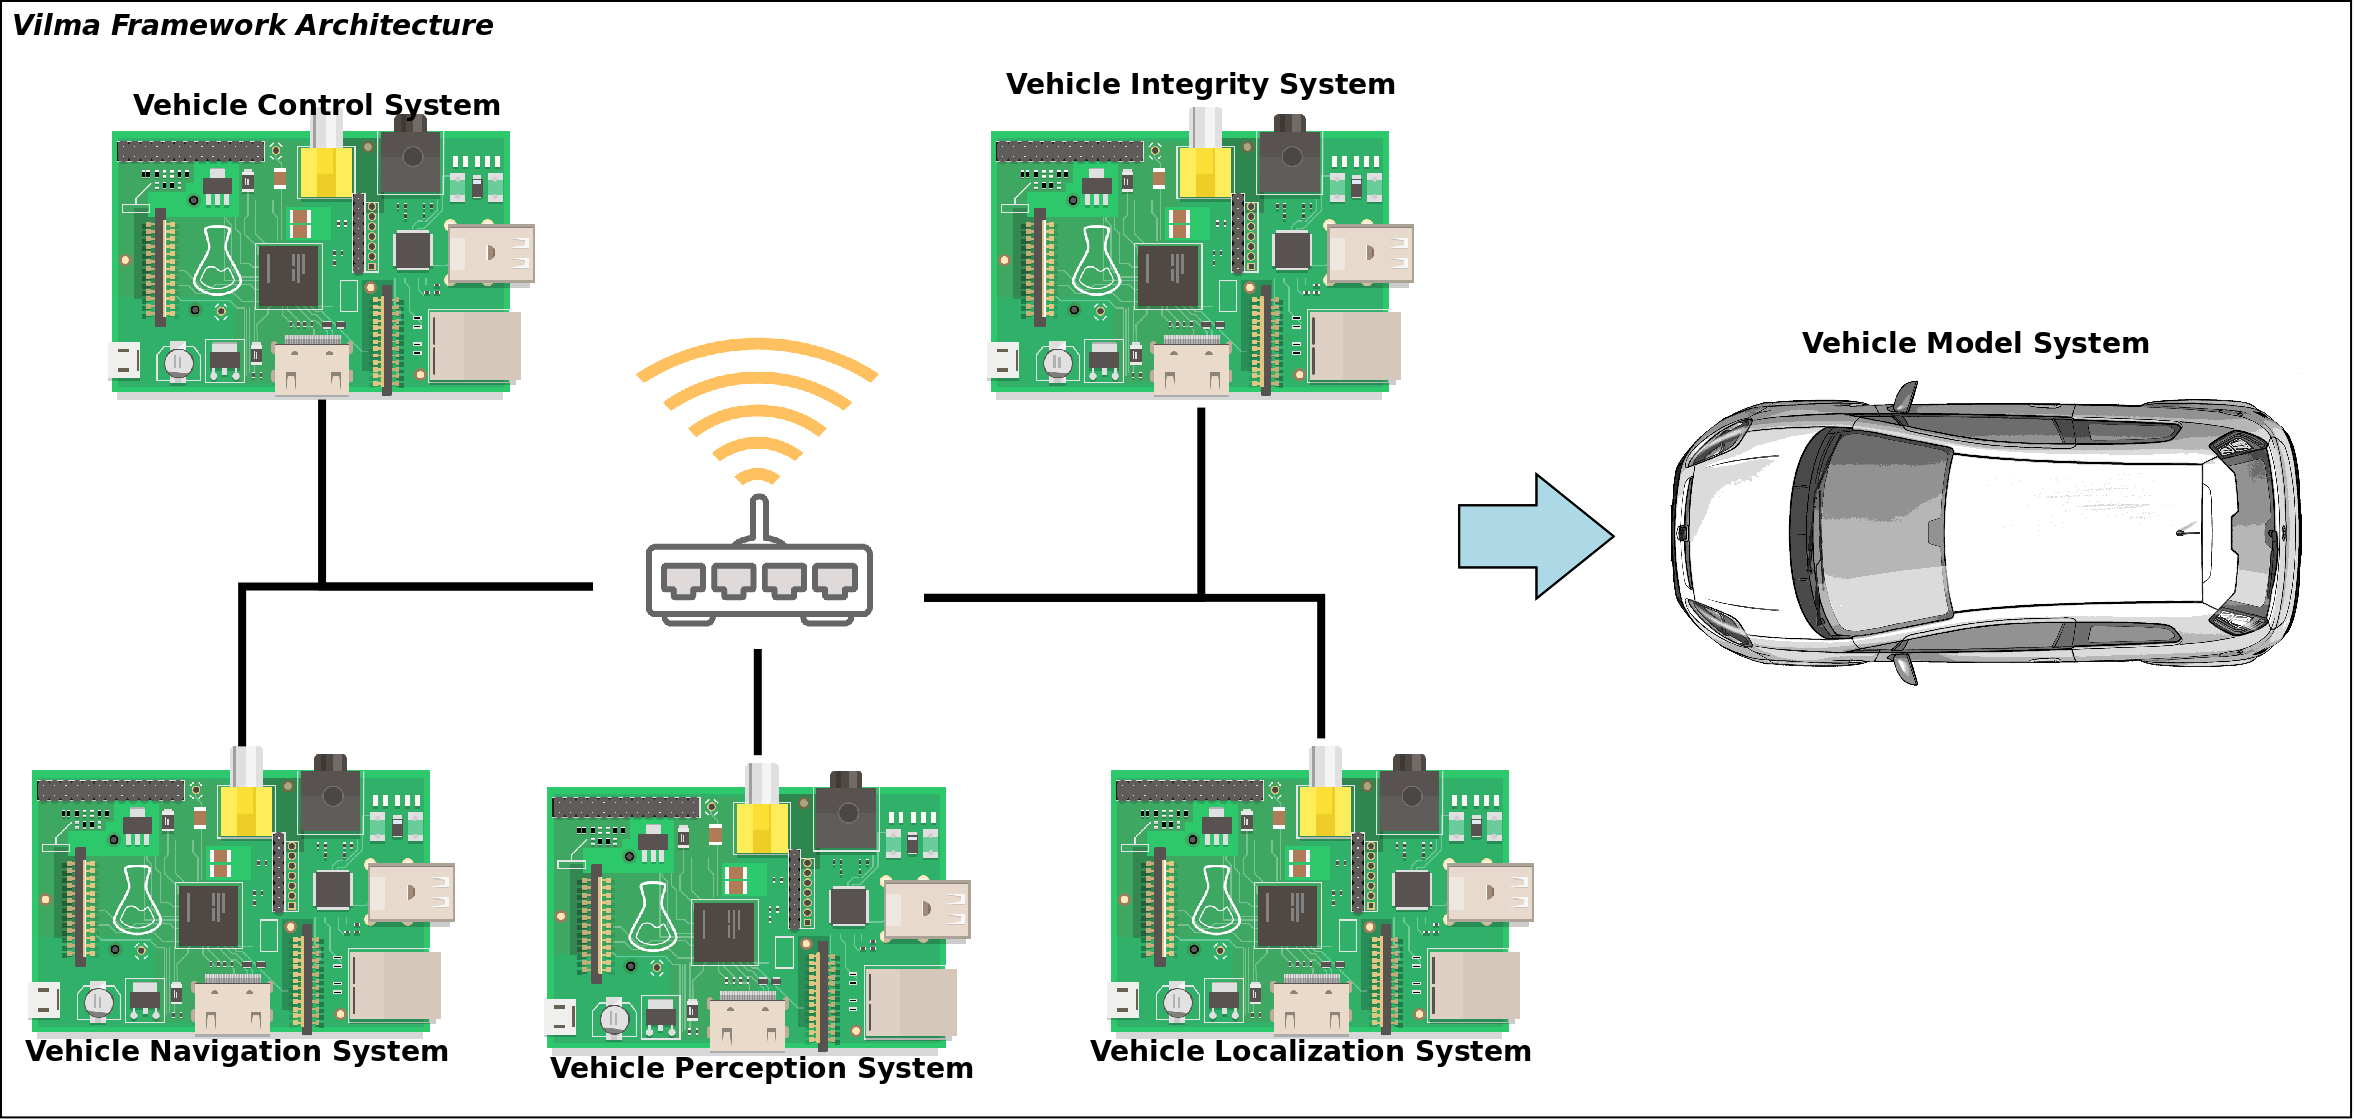 Vilma Framework Architecture
Vehicle Control System
Vehicle Integrity System
Vehicle Model System
Vehicle Navigation System
Vehicle Perception System
Vehicle Localization System